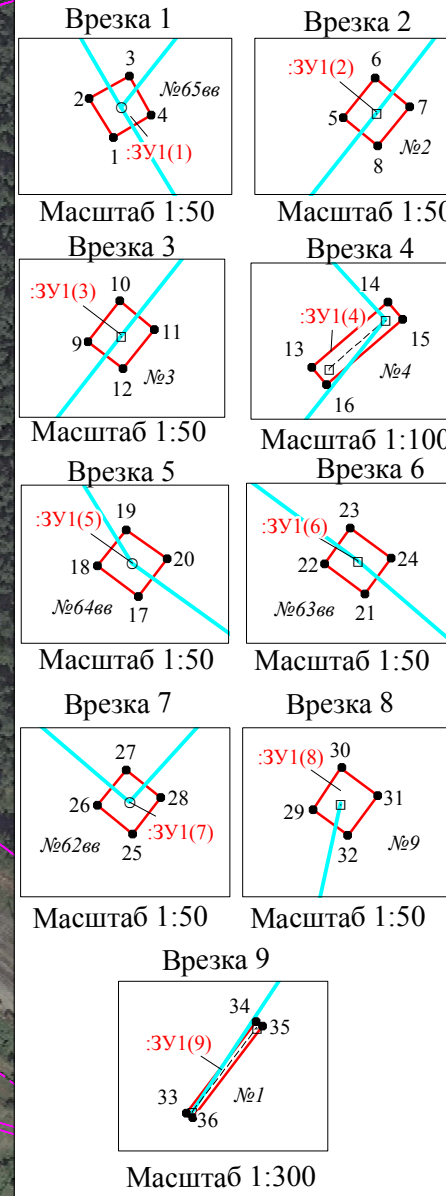 Врезка 1
3
2
№65вв
4
1
:ЗУ1(1)
Масштаб 1:50
Врезка 2
:ЗУ1(2)
6
5
7
8
№2
Масштаб 1:50
Врезка 3
:ЗУ1(3)
10
9
11
12
№3
Масштаб 1:50
Врезка 4
14
:ЗУ1(4)
15
13
№4
16
Масштаб 1:100
Врезка 5
:ЗУ1(5)
19
18
20
№64вв
17
Масштаб 1:50
Врезка 6
:ЗУ1(6)
23
22
24
№63вв
21
Масштаб 1:50
Врезка 7
27
26
28
№62вв
25
:ЗУ1(7)
Масштаб 1:50
Врезка 8
:ЗУ1(8)
30
29
31
32
№9
Масштаб 1:50
Врезка 9
34
:ЗУ1(9)
35
33
№1
36
Масштаб 1:300